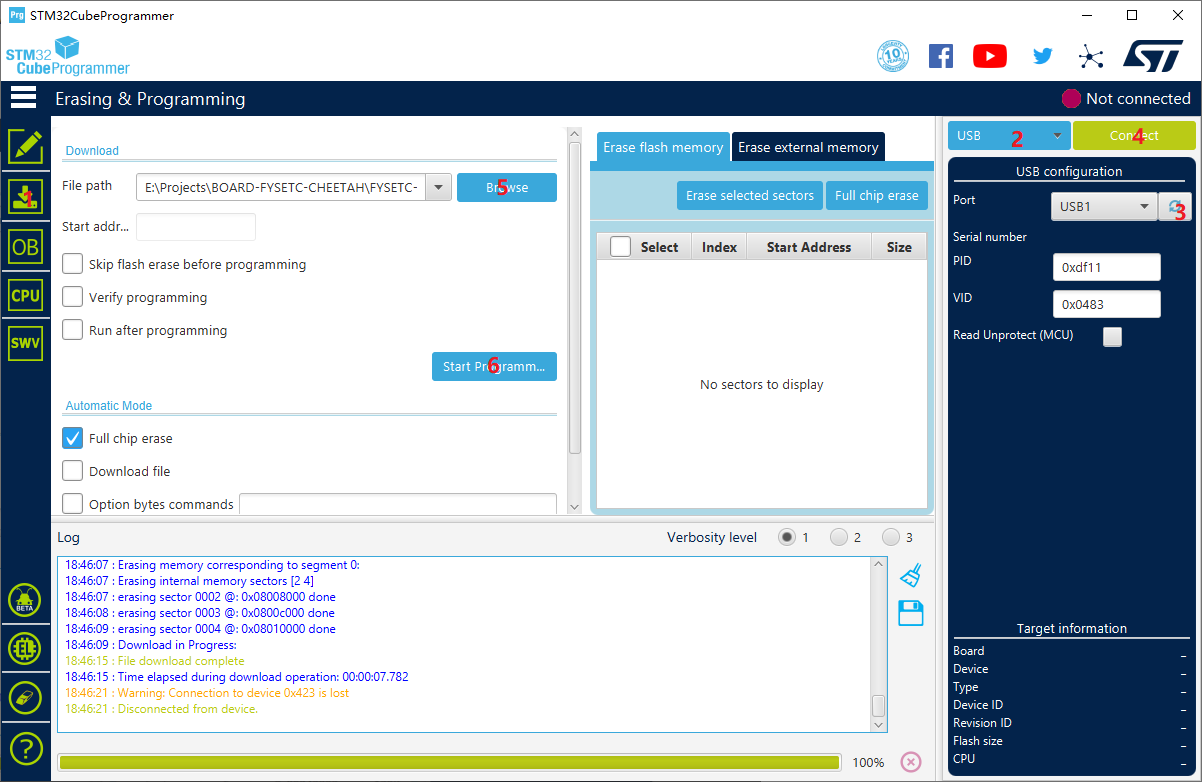 Prg STM32CubeProgrammer
STM32
CubeProgrammer
10
ST
Erasing & Programming
Not connected
1
OB
CPU
SWV
BETA
EL
?
Download
File path E:\Projects\BOARD-FYSETC-CHEETAH\FYSETC- Browse 5
Start addr...
Skip flash erase before programming
Verify programming
Run after programming
Start Programm... 6
Automatic Mode
Full chip erase
Download file
Option bytes commands
Erase flash memory Erase external memory
Erase selected sectors Full chip erase
Select Index Start Address Size
No sectors to display
USB 2 Connect 4
USB configuration
Port USB1 3
Serial number
PID 0xdf11
VID 0x0483
Read Unprotect (MCU)
Target information
Board –
Device –
Type –
Device ID –
Revision ID –
Flash size –
CPU –
Log Verbosity level 1 2 3
18:46:07 : Erasing memory corresponding to segment 0:
18:46:07 : Erasing internal memory sectors [2 4]
18:46:07 : erasing sector 0002 @: 0x08008000 done
18:46:08 : erasing sector 0003 @: 0x0800c000 done
18:46:09 : erasing sector 0004 @: 0x08010000 done
18:46:09 : Download in Progress:
18:46:15 : File download complete
18:46:15 : Time elapsed during download operation: 00:00:07.782
18:46:21 : Warning: Connection to device 0x423 is lost
18:46:21 : Disconnected from device.
100%